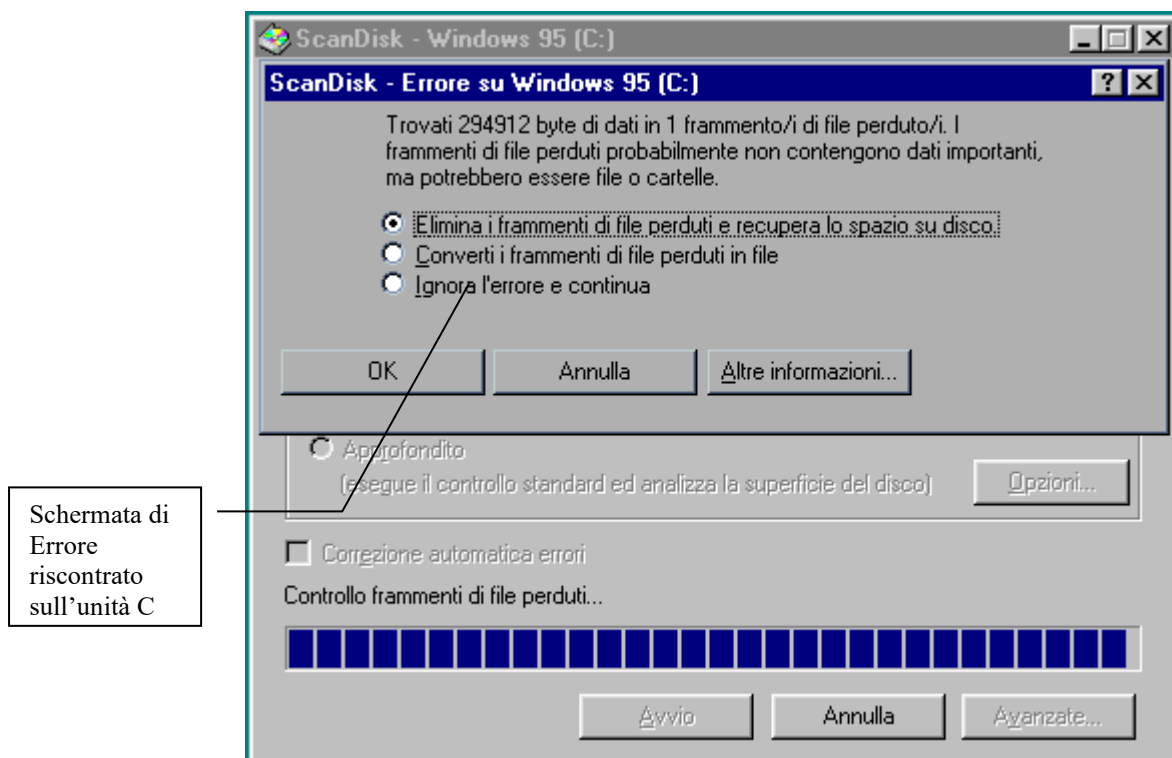 ScanDisk - Windows 95 (C:)
ScanDisk - Errore su Windows 95 (C:)
Trovati 294912 byte di dati in 1 frammento/i di file perduto/i. I
frammenti di file perduti probabilmente non contengono dati importanti,
ma potrebbero essere file o cartelle.
Elimina i frammenti di file perduti e recupera lo spazio su disco.
Converti i frammenti di file perduti in file
Ignora l'errore e continua
OK
Annulla
Altre informazioni...
Approfondito
(esegue il controllo standard ed analizza la superficie del disco)
Opzioni...
Schermata di
Errore
riscontrato
sull’unità C
Correzione automatica errori
Controllo frammenti di file perduti...
Avvio
Annulla
Avanzate...